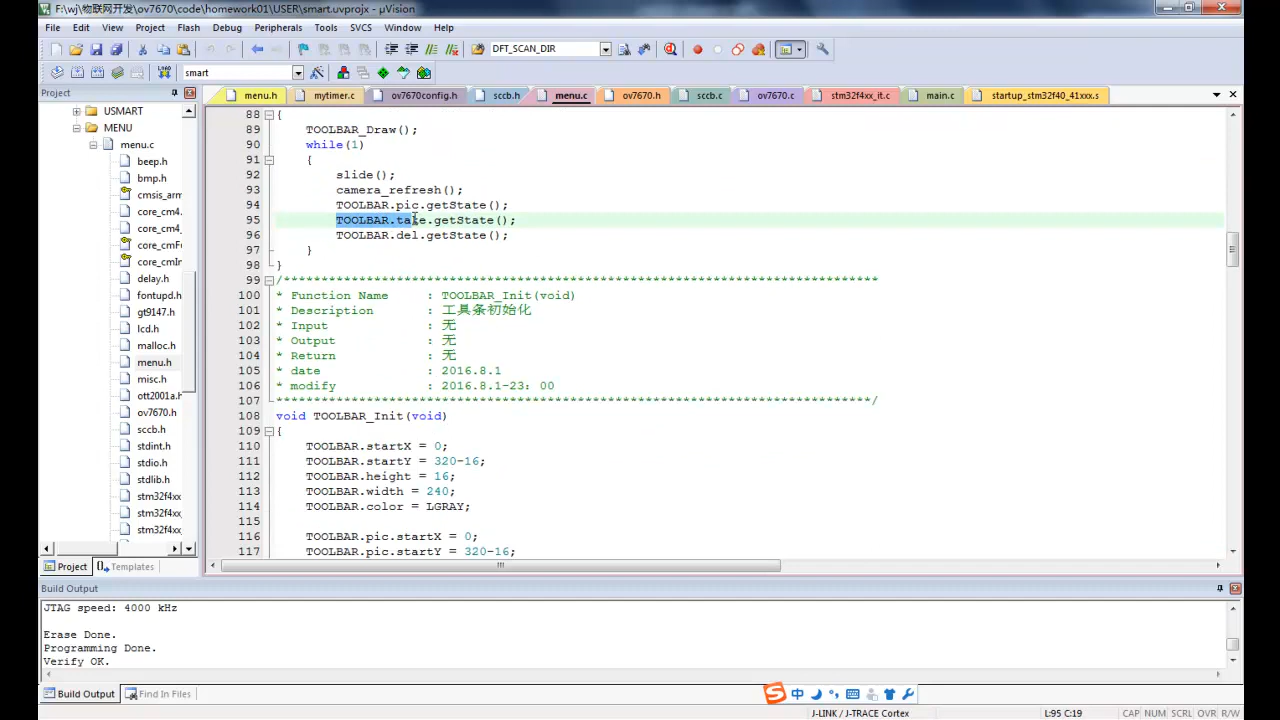 F:\wj\物联网开发\ov7670\code\homework01\USER\smart.uvprojx - µVision
File Edit View Project Flash Debug Peripherals Tools SVCS Window Help
DFT_SCAN_DIR
LOAD smart
Project
menu.h mytimer.c ov7670config.h sccb.h menu.c ov7670.h sccb.c ov7670.c stm32f4xx_it.c main.c startup_stm32f40_41xxx.s
USMART
MENU
menu.c
beep.h
bmp.h
cmsis_arm
core_cm4.
core_cm4_
core_cmFu
core_cmIn
delay.h
fontupd.h
gt9147.h
lcd.h
malloc.h
menu.h
misc.h
ott2001a.h
ov7670.h
sccb.h
stdint.h
stdio.h
stdlib.h
stm32f4xx
stm32f4xx_
stm32f4xx_
Project Templates
88 {
89 TOOLBAR_Draw();
90 while(1)
91 {
92 slide();
93 camera_refresh();
94 TOOLBAR.pic.getState();
95 TOOLBAR.take.getState();
96 TOOLBAR.del.getState();
97 }
98 }
99 /*******************************************************************************
100 * Function Name : TOOLBAR_Init(void)
101 * Description : 工具条初始化
102 * Input : 无
103 * Output : 无
104 * Return : 无
105 * date : 2016.8.1
106 * modify : 2016.8.1-23：00
107 *******************************************************************************/
108 void TOOLBAR_Init(void)
109 {
110 TOOLBAR.startX = 0;
111 TOOLBAR.startY = 320-16;
112 TOOLBAR.height = 16;
113 TOOLBAR.width = 240;
114 TOOLBAR.color = LGRAY;
115
116 TOOLBAR.pic.startX = 0;
117 TOOLBAR.pic.startY = 320-16;
Build Output
JTAG speed: 4000 kHz
Erase Done.
Programming Done.
Verify OK.
Build Output Find In Files
S 中
J-LINK / J-TRACE Cortex L:95 C:19 CAP NUM SCRL OVR R/W